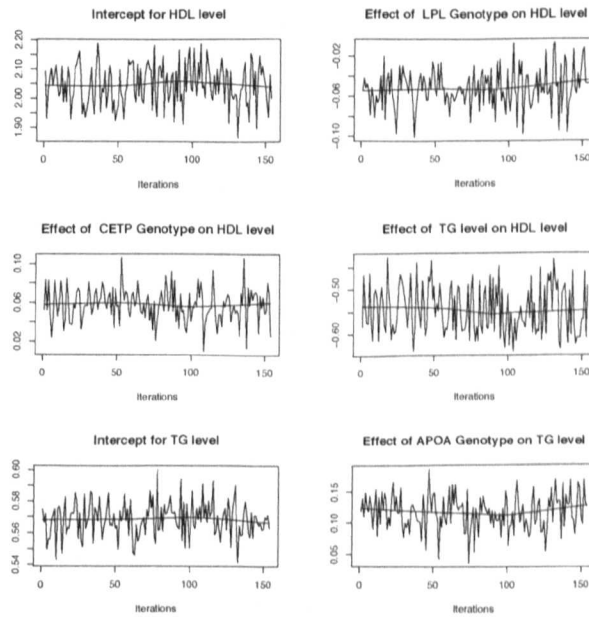 Intercept for HDL level
2.20
2.10
2.00
1.90
0 50 100 150
Iterations
Effect of LPL Genotype on HDL level
-0.02
-0.06
-0.10
0 50 100 150
Iterations
Effect of CETP Genotype on HDL level
0.10
0.06
0.02
0 50 100 150
Iterations
Effect of TG level on HDL level
-0.50
-0.60
0 50 100 150
Iterations
Intercept for TG level
0.60
0.58
0.56
0.54
0 50 100 150
Iterations
Effect of APOA Genotype on TG level
0.15
0.05
0 50 100 150
Iterations